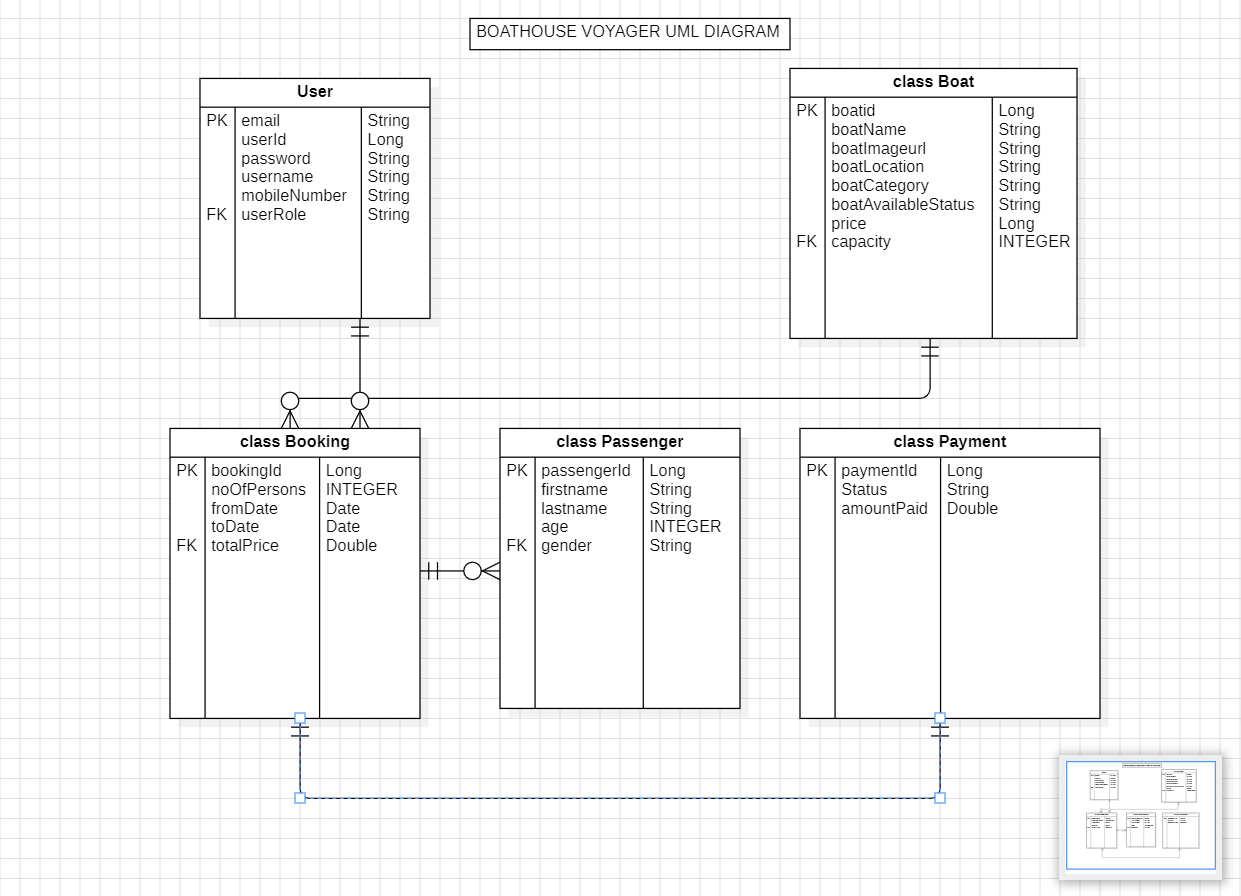 BOATHOUSE VOYAGER UML DIAGRAM
User
PK email String
userId Long
password String
username String
mobileNumber String
FK userRole String
class Boat
PK boatid Long
boatName String
boatImageurl String
boatLocation String
boatCategory String
boatAvailableStatus String
price Long
FK capacity INTEGER
class Booking
PK bookingId Long
noOfPersons INTEGER
fromDate Date
toDate Date
FK totalPrice Double
class Passenger
PK passengerId Long
firstname String
lastname String
age INTEGER
FK gender String
class Payment
PK paymentId Long
Status String
amountPaid Double